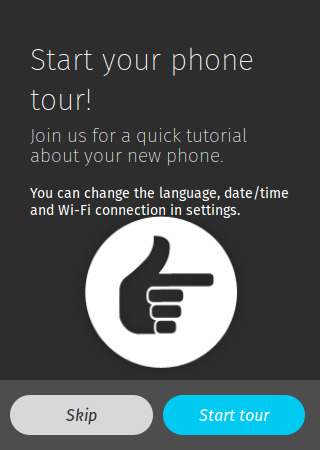 Start your phone
tour!
Join us for a quick tutorial
about your new phone.
You can change the language, date/time
and Wi-Fi connection in settings.
Skip
Start tour